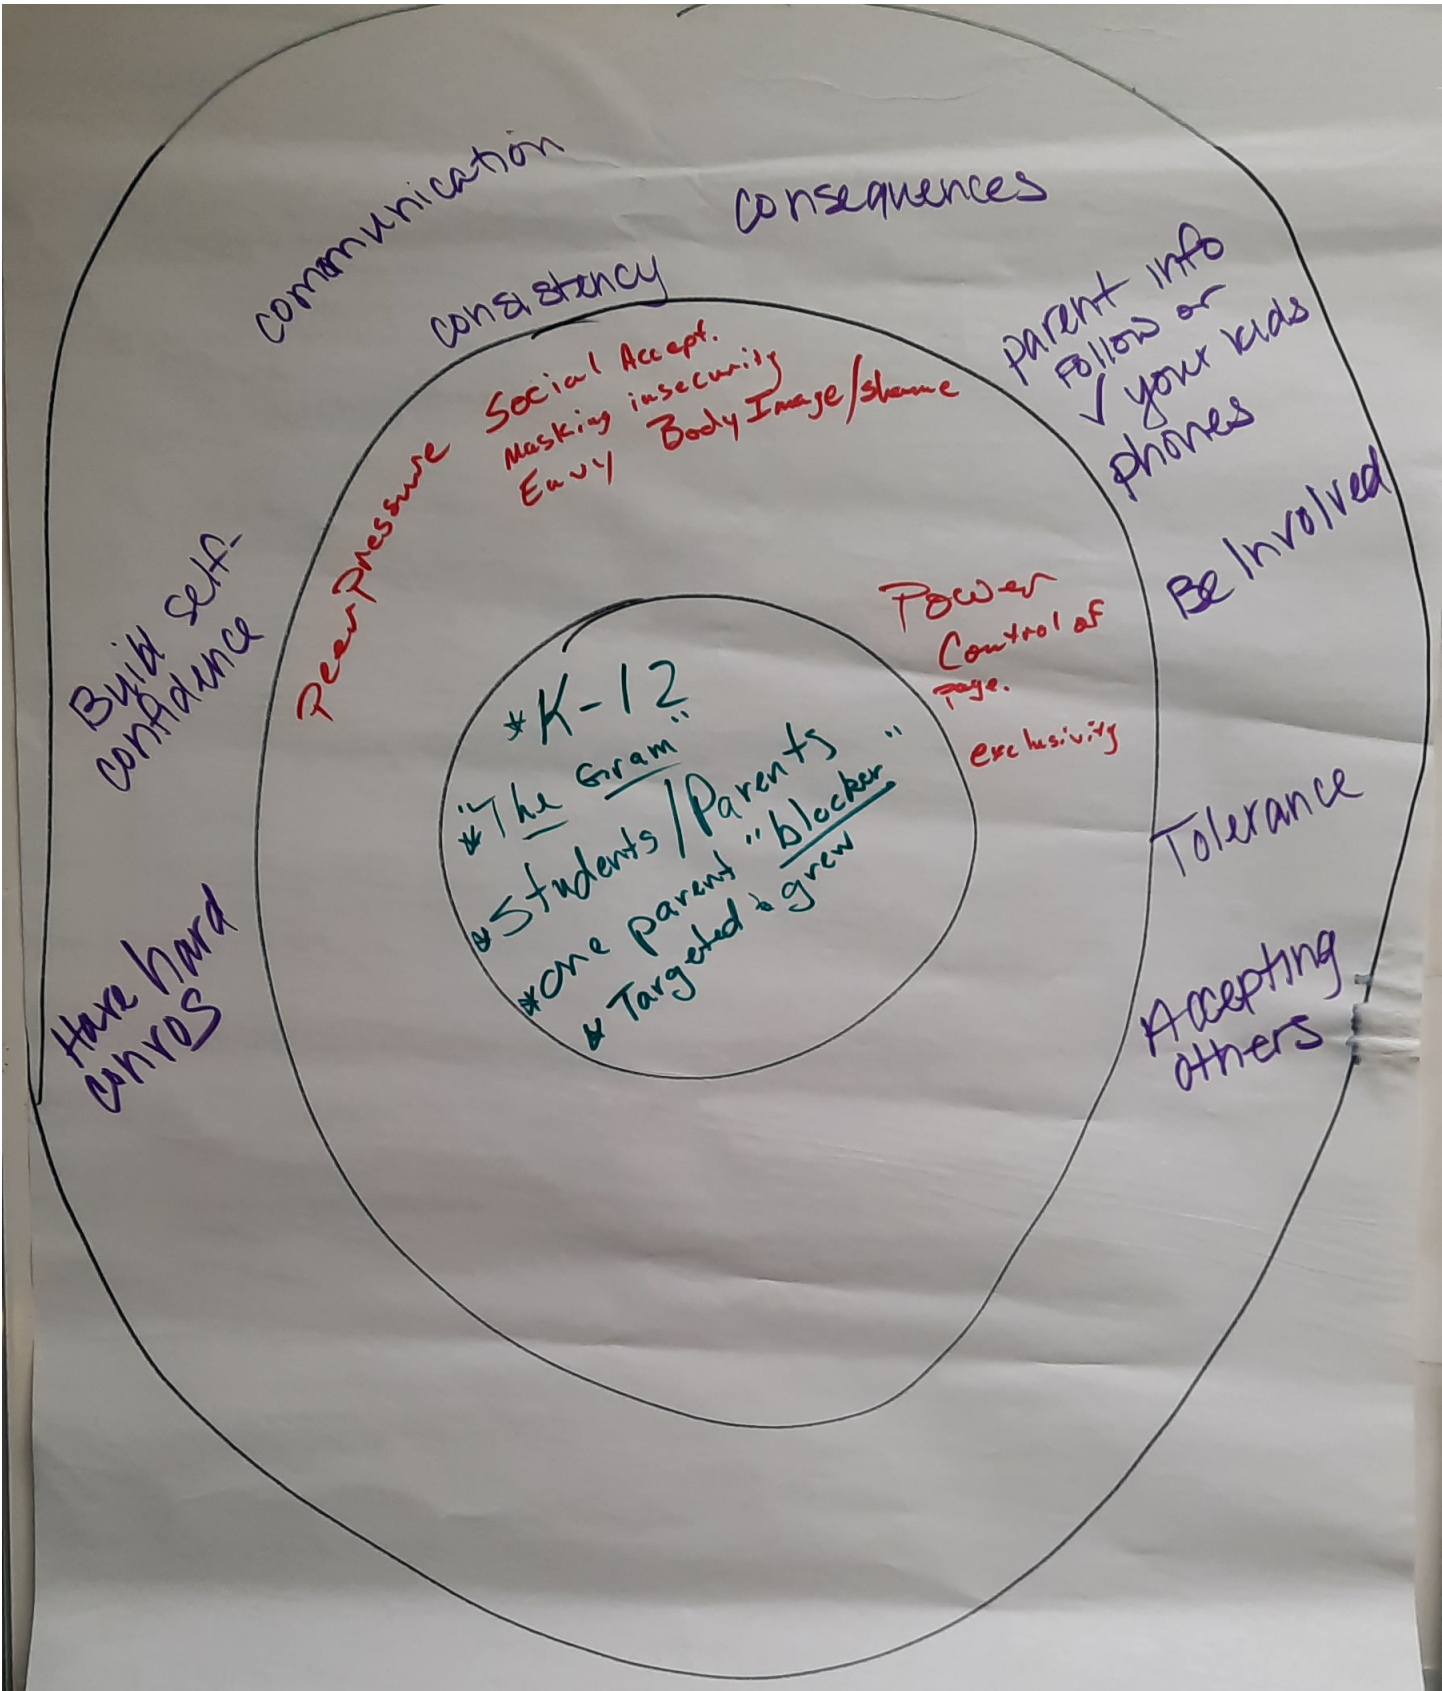 communication
consequences
consistency
parent info
Follow or
✓ your kids
phones
Be Involved
Tolerance
Accepting
others
Build self-
confidence
Have hard
convos
Peer Pressure
Social Accept.
Masking insecurity
Envy
Body Image/shame
Power
Control of
page.
exclusivity
* K-12
* "The Gram"
* Students/Parents
* one parent "blocker"
* Targeted & grew